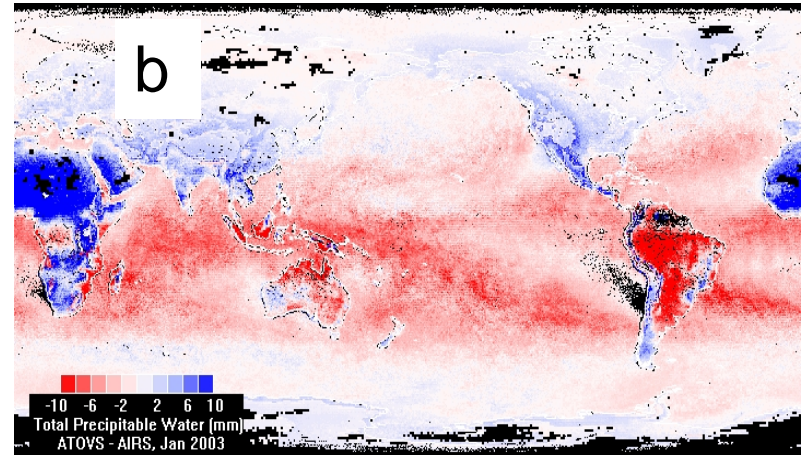 b
-10 -6 -2 2 6 10
Total Precipitable Water (mm)
ATOVS - AIRS, Jan 2003